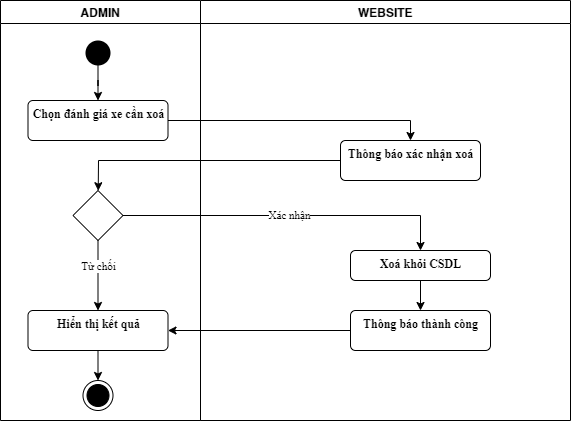 ADMIN
WEBSITE
Chọn đánh giá xe cần xoá
Thông báo xác nhận xoá
Xác nhận
Xoá khỏi CSDL
Từ chối
Hiển thị kết quả
Thông báo thành công